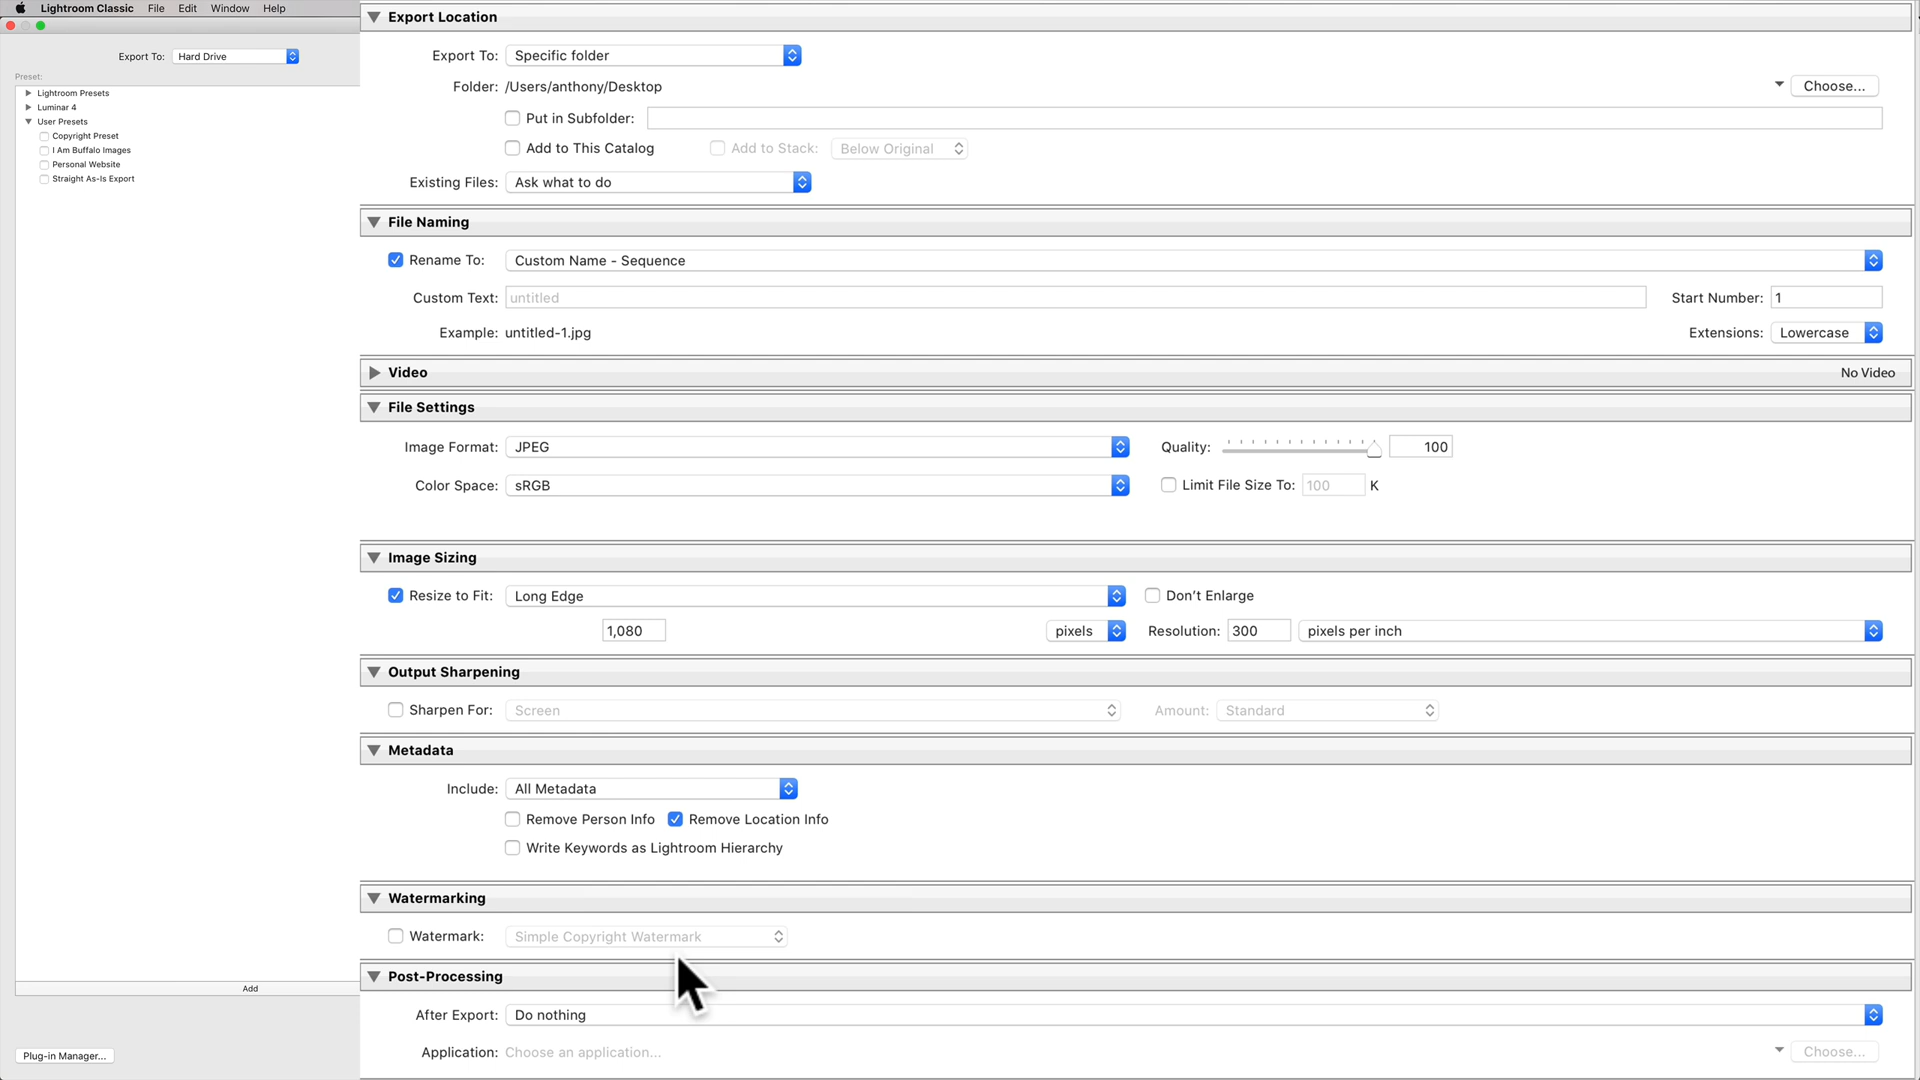 Lightroom Classic File Edit Window Help
Export To: Hard Drive
Preset:
Lightroom Presets
Luminar 4
User Presets
Copyright Preset
I Am Buffalo Images
Personal Website
Straight As-Is Export
Add
Plug-in Manager...
Export Location
Export To: Specific folder
Folder: /Users/anthony/Desktop Choose...
Put in Subfolder:
Add to This Catalog Add to Stack: Below Original
Existing Files: Ask what to do
File Naming
Rename To: Custom Name - Sequence
Custom Text: untitled Start Number: 1
Example: untitled-1.jpg Extensions: Lowercase
Video No Video
File Settings
Image Format: JPEG Quality: 100
Color Space: sRGB Limit File Size To: 100 K
Image Sizing
Resize to Fit: Long Edge Don't Enlarge
1,080 pixels Resolution: 300 pixels per inch
Output Sharpening
Sharpen For: Screen Amount: Standard
Metadata
Include: All Metadata
Remove Person Info Remove Location Info
Write Keywords as Lightroom Hierarchy
Watermarking
Watermark: Simple Copyright Watermark
Post-Processing
After Export: Do nothing
Application: Choose an application... Choose...